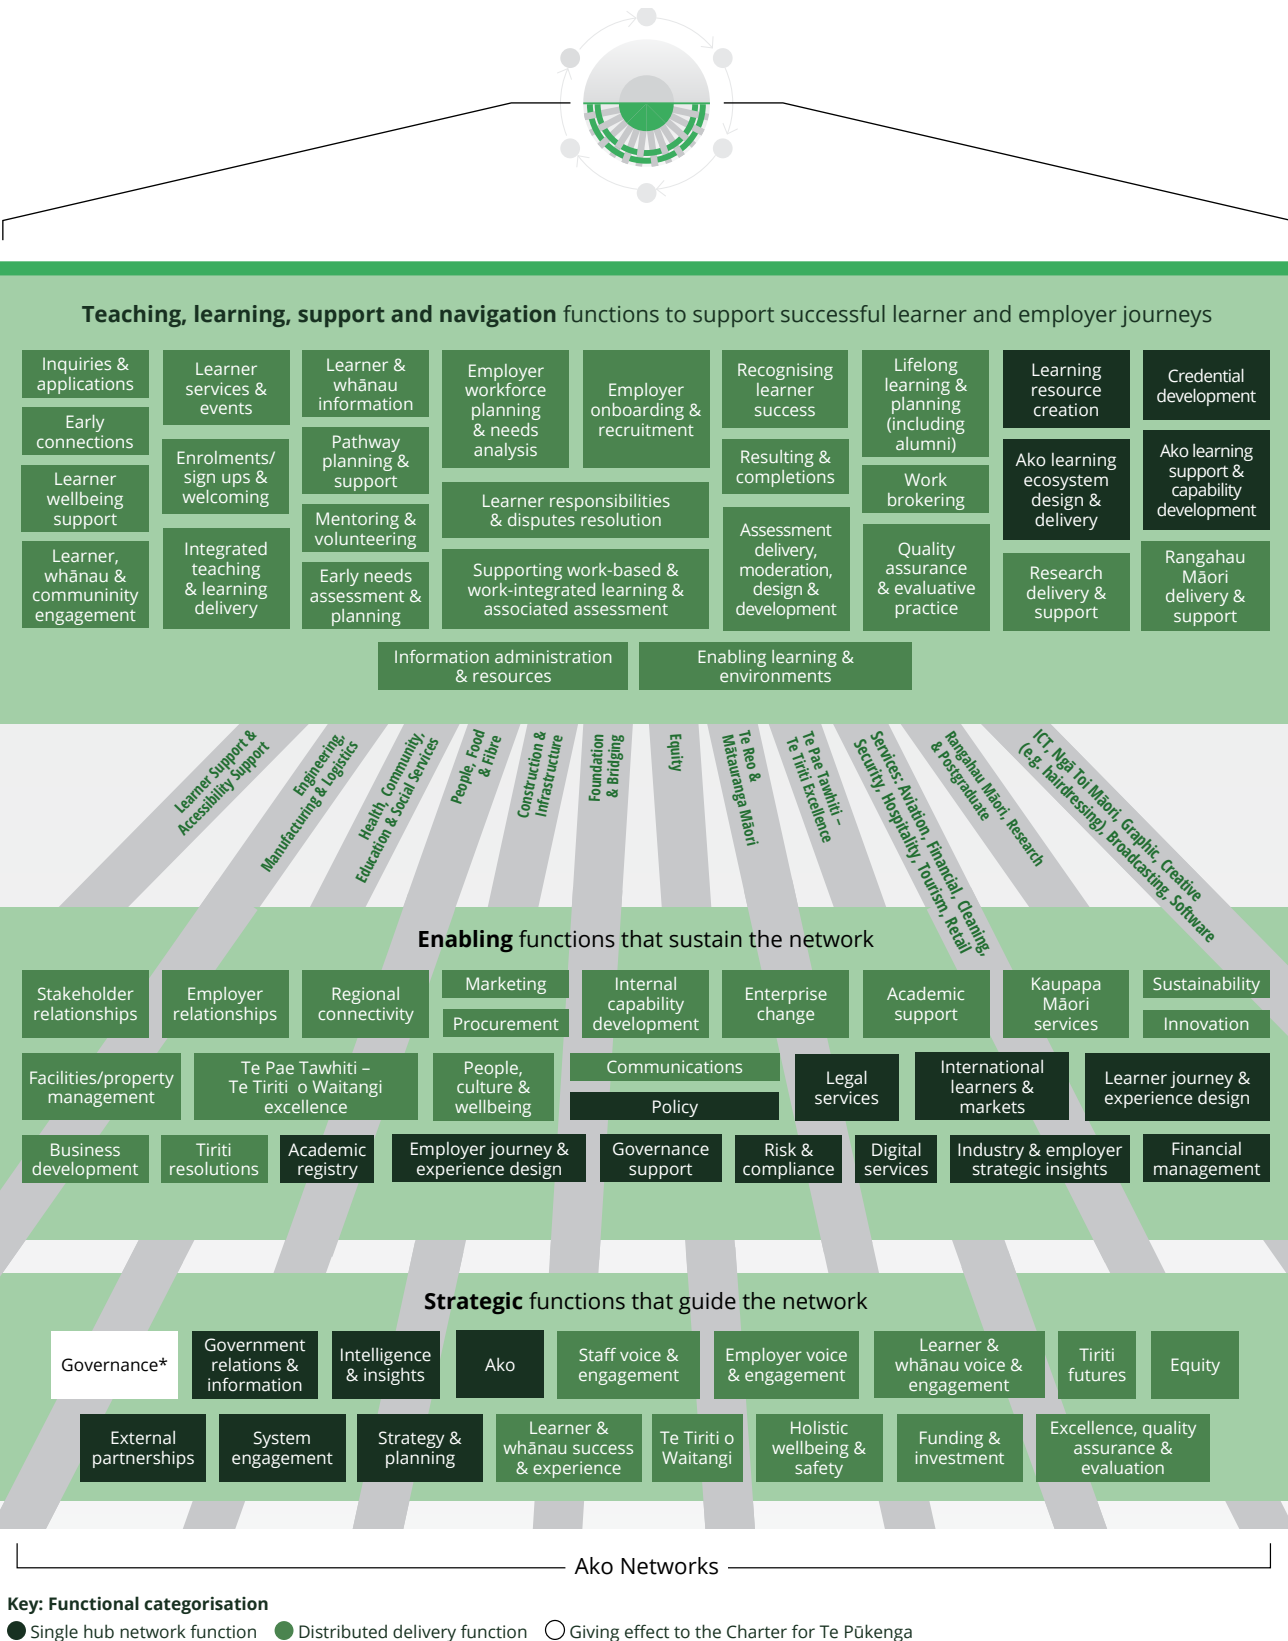 Teaching, learning, support and navigation functions to support successful learner and employer journeys
Inquiries &
applications
Early
connections
Learner
wellbeing
support
Learner,
whānau &
communinity
engagement
Learner
services &
events
Enrolments/
sign ups &
welcoming
Integrated
teaching
& learning
delivery
Learner &
whānau
information
Pathway
planning &
support
Mentoring &
volunteering
Early needs
assessment &
planning
Employer
workforce
planning
& needs
analysis
Employer
onboarding &
recruitment
Learner responsibilities
& disputes resolution
Supporting work-based &
work-integrated learning &
associated assessment
Recognising
learner
success
Resulting &
completions
Assessment
delivery,
moderation,
design &
development
Lifelong
learning &
planning
(including
alumni)
Work
brokering
Quality
assurance
& evaluative
practice
Learning
resource
creation
Ako learning
ecosystem
design &
delivery
Research
delivery &
support
Credential
development
Ako learning
support &
capability
development
Rangahau
Māori
delivery &
support
Information administration
& resources
Enabling learning &
environments
Learner Support &
Accessibility Support
Engineering,
Manufacturing & Logistics
Health, Community,
Education & Social Services
People, Food
& Fibre
Construction &
Infrastructure
Foundation
& Bridging
Equity
Te Reo &
Mātauranga Māori
Te Pae Tawhiti –
Te Tiriti Excellence
Services; Aviation, Financial, Cleaning,
Security, Hospitality, Tourism, Retail
Rangahau Māori, Research
& Postgraduate
ICT, Ngā Toi Māori, Graphic, Creative
(e.g. hairdressing), Broadcasting, Software
Enabling functions that sustain the network
Stakeholder
relationships
Employer
relationships
Regional
connectivity
Marketing
Procurement
Internal
capability
development
Enterprise
change
Academic
support
Kaupapa
Māori
services
Sustainability
Innovation
Facilities/property
management
Te Pae Tawhiti –
Te Tiriti o Waitangi
excellence
People,
culture &
wellbeing
Communications
Policy
Legal
services
International
learners &
markets
Learner journey &
experience design
Business
development
Tiriti
resolutions
Academic
registry
Employer journey &
experience design
Governance
support
Risk &
compliance
Digital
services
Industry & employer
strategic insights
Financial
management
Strategic functions that guide the network
Governance*
Government
relations &
information
Intelligence
& insights
Ako
Staff voice &
engagement
Employer voice
& engagement
Learner &
whānau voice &
engagement
Tiriti
futures
Equity
External
partnerships
System
engagement
Strategy &
planning
Learner &
whānau success
& experience
Te Tiriti o
Waitangi
Holistic
wellbeing &
safety
Funding &
investment
Excellence, quality
assurance &
evaluation
Ako Networks
Key: Functional categorisation
Single hub network function Distributed delivery function Giving effect to the Charter for Te Pūkenga